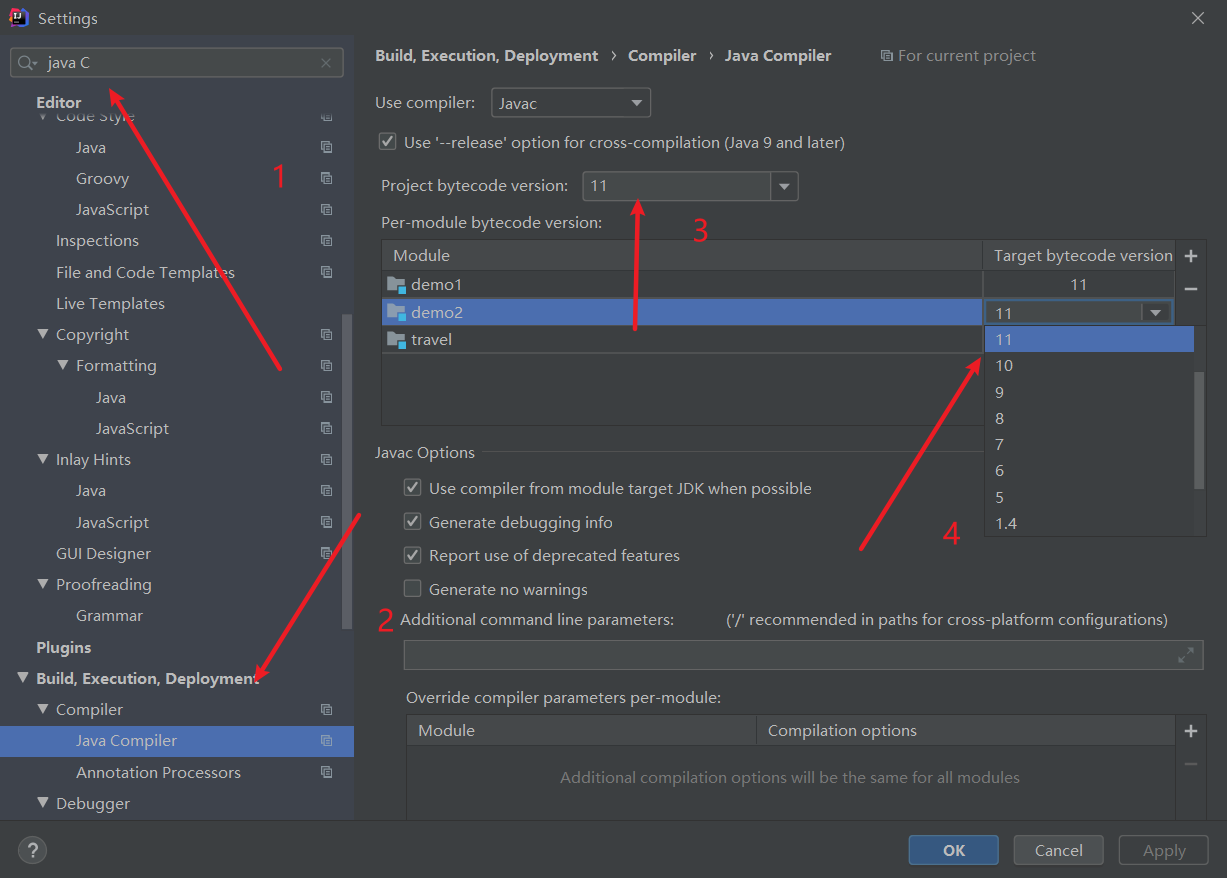 Settings
java C
Editor
Code Style
Java
Groovy
JavaScript
Inspections
File and Code Templates
Live Templates
Copyright
Formatting
Java
JavaScript
Inlay Hints
Java
JavaScript
GUI Designer
Proofreading
Grammar
Plugins
Build, Execution, Deployment
Compiler
Java Compiler
Annotation Processors
Debugger
1
2
Build, Execution, Deployment › Compiler › Java Compiler For current project
Use compiler: Javac
Use '--release' option for cross-compilation (Java 9 and later)
Project bytecode version: 11
3
Per-module bytecode version:
Module Target bytecode version
demo1 11
demo2 11
travel
11
10
9
8
7
6
5
1.4
4
Javac Options
Use compiler from module target JDK when possible
Generate debugging info
Report use of deprecated features
Generate no warnings
Additional command line parameters: ('/' recommended in paths for cross-platform configurations)
Override compiler parameters per-module:
Module Compilation options
Additional compilation options will be the same for all modules
? OK Cancel Apply